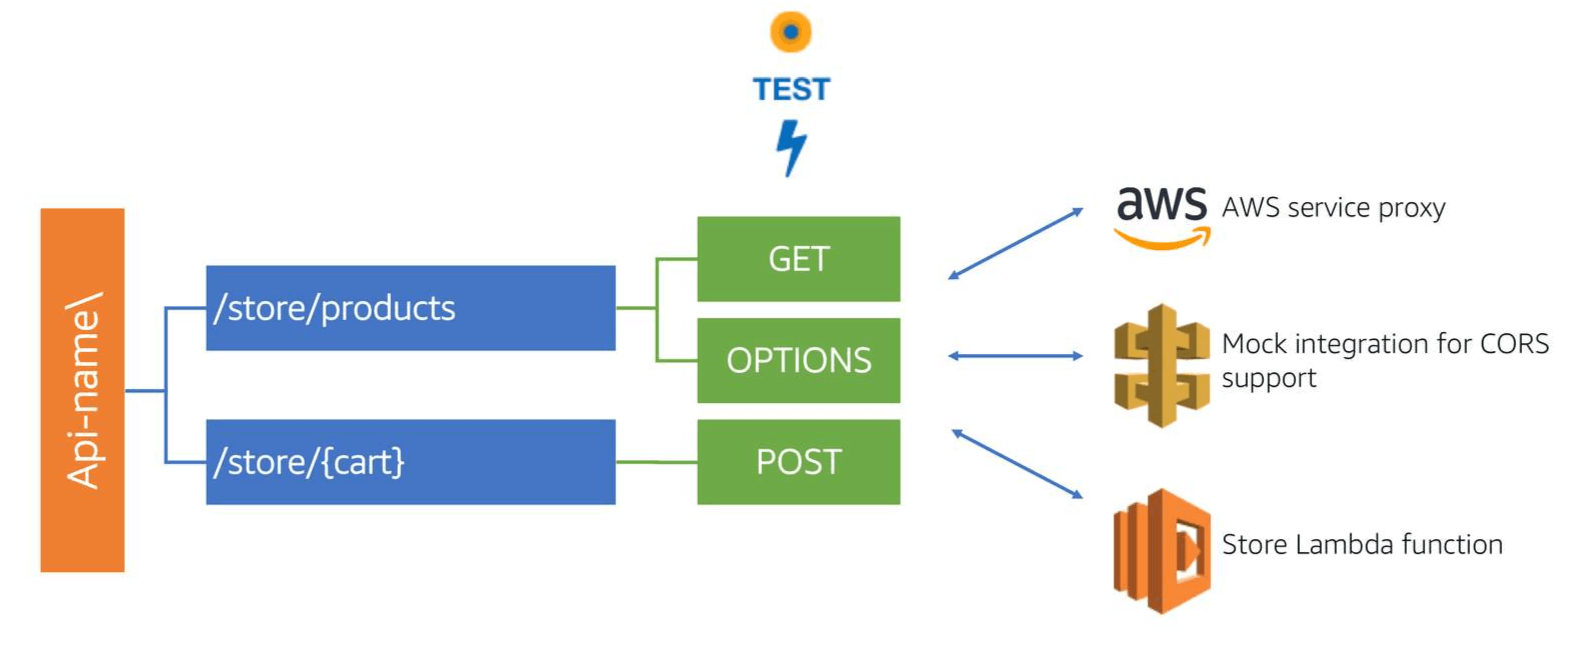 TEST
Api-name\
/store/products
/store/{cart}
GET
OPTIONS
POST
aws
AWS service proxy
Mock integration for CORS
support
Store Lambda function